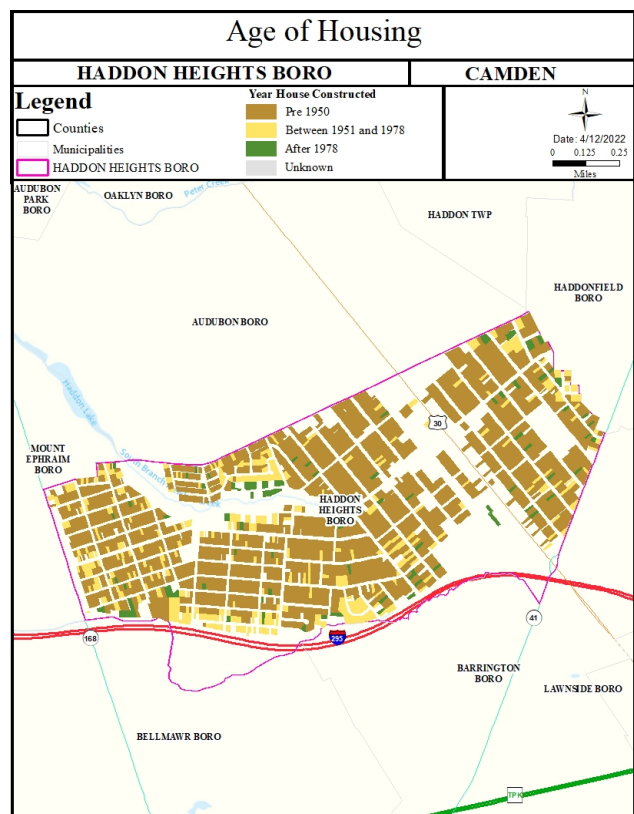 Age of Housing
HADDON HEIGHTS BORO
CAMDEN
Legend
Counties
Municipalities
HADDON HEIGHTS BORO
Year House Constructed
Pre 1950
Between 1951 and 1978
After 1978
Unknown
N
Date: 4/12/2022
0 0.125 0.25
Miles
AUDUBON
PARK
BORO
OAKLYN BORO
Peter Creek
HADDON TWP
HADDONFIELD
BORO
AUDUBON BORO
Haddon Lake
30
MOUNT
EPHRAIM
BORO
South Branch
HADDON
HEIGHTS
BORO
168
295
41
BARRINGTON
BORO
LAWNSIDE BORO
BELLMAWR BORO
TPK